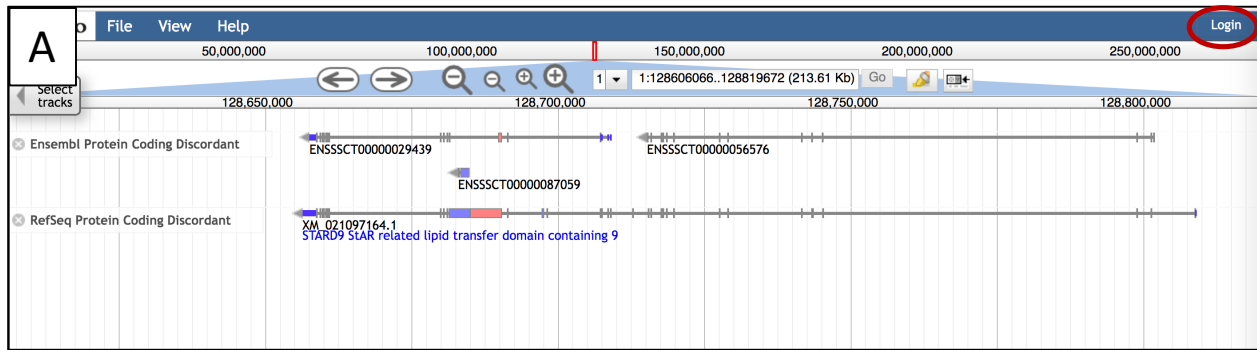 A
o File View Help Login
50,000,000 100,000,000 150,000,000 200,000,000 250,000,000
Select
tracks
1 1:128606066..128819672 (213.61 Kb) Go
128,650,000 128,700,000 128,750,000 128,800,000
Ensembl Protein Coding Discordant
ENSSSCT00000029439 ENSSSCT00000056576
ENSSSCT00000087059
RefSeq Protein Coding Discordant
XM_021097164.1
STARD9 StAR related lipid transfer domain containing 9